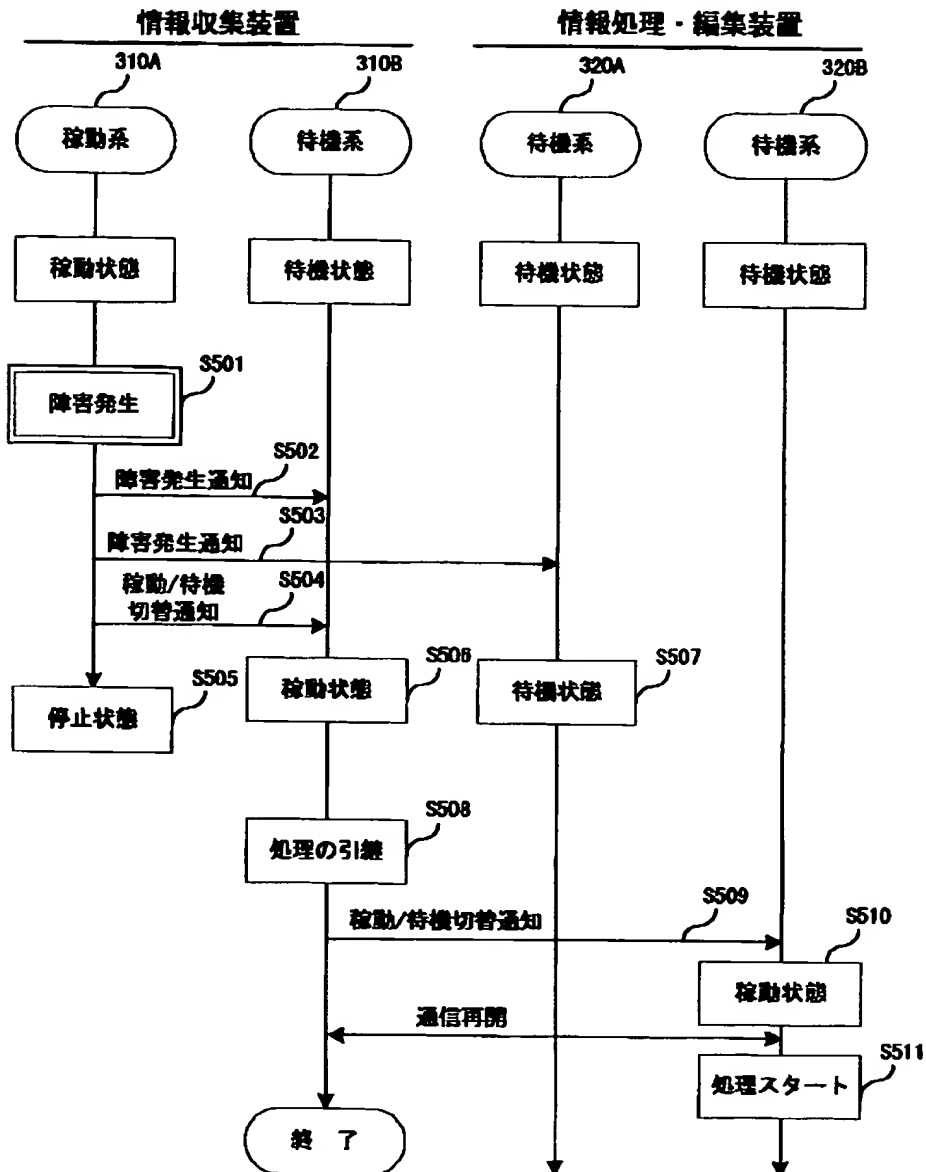 情報収集装置
情報処理・編集装置
310A
310B
320A
320B
稼動系
待機系
待機系
待機系
稼動状態
待機状態
待機状態
待機状態
S501
障害発生
S502
障害発生通知
S503
障害発生通知
S504
稼動/待機
切替通知
S505
停止状態
S506
稼動状態
S507
待機状態
S508
処理の引継
S509
稼動/待機切替通知
S510
稼動状態
通信再開
S511
処理スタート
終 了